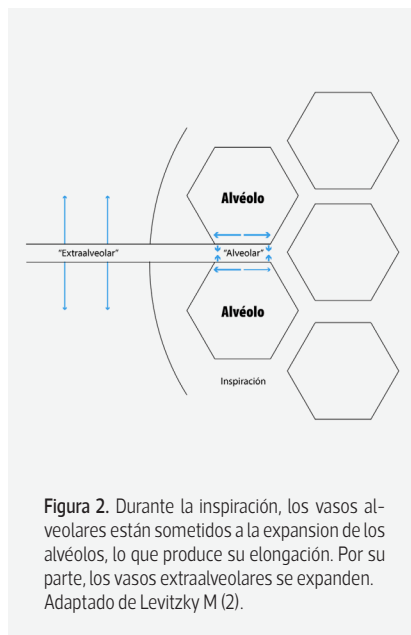 Alvéolo
"Extraalveolar" "Alveolar"
Alvéolo
Inspiración
Figura 2. Durante la inspiración, los vasos al-
veolares están sometidos a la expansion de los
alvéolos, lo que produce su elongación. Por su
parte, los vasos extraalveolares se expanden.
Adaptado de Levitzky M (2).